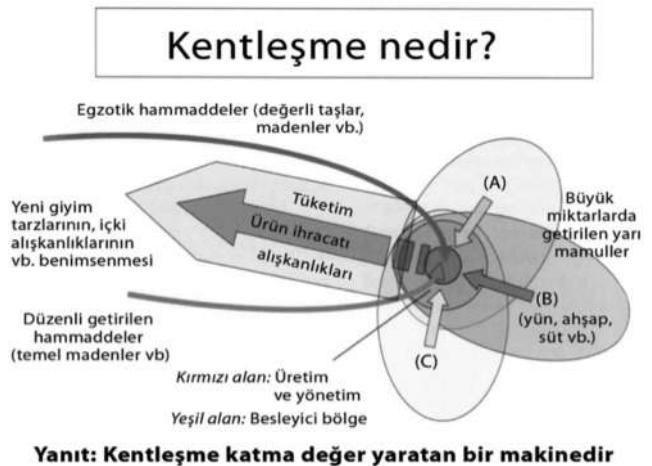 Kentleşme nedir?
Egzotik hammaddeler (değerli taşlar,
madenler vb.)
Yeni giyim
tarzlarının, içki
alışkanlıklarının
vb. benimsenmesi
Tüketim
Ürün ihracatı
alışkanlıkları
(A)
Büyük
miktarlarda
getirilen yarı
mamuller
(B)
(yün, ahşap,
süt vb.)
(C)
Düzenli getirilen
hammaddeler
(temel madenler vb)
Kırmızı alan: Üretim
ve yönetim
Yeşil alan: Besleyici bölge
Yanıt: Kentleşme katma değer yaratan bir makinedir